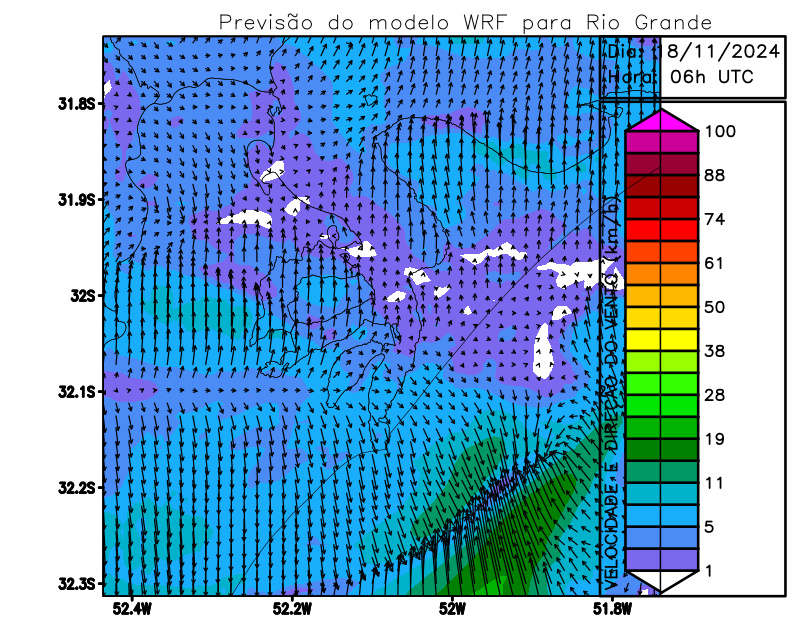 Previsão do modelo WRF para Rio Grande
Dia: 18/11/2024
Hora: 06h UTC
31.8S
31.9S
32S
32.1S
32.2S
32.3S
52.4W
52.2W
52W
51.8W
VELOCIDADE E DIREÇÃO DO VENTO (km/h)
100
88
74
61
50
38
28
19
11
5
1